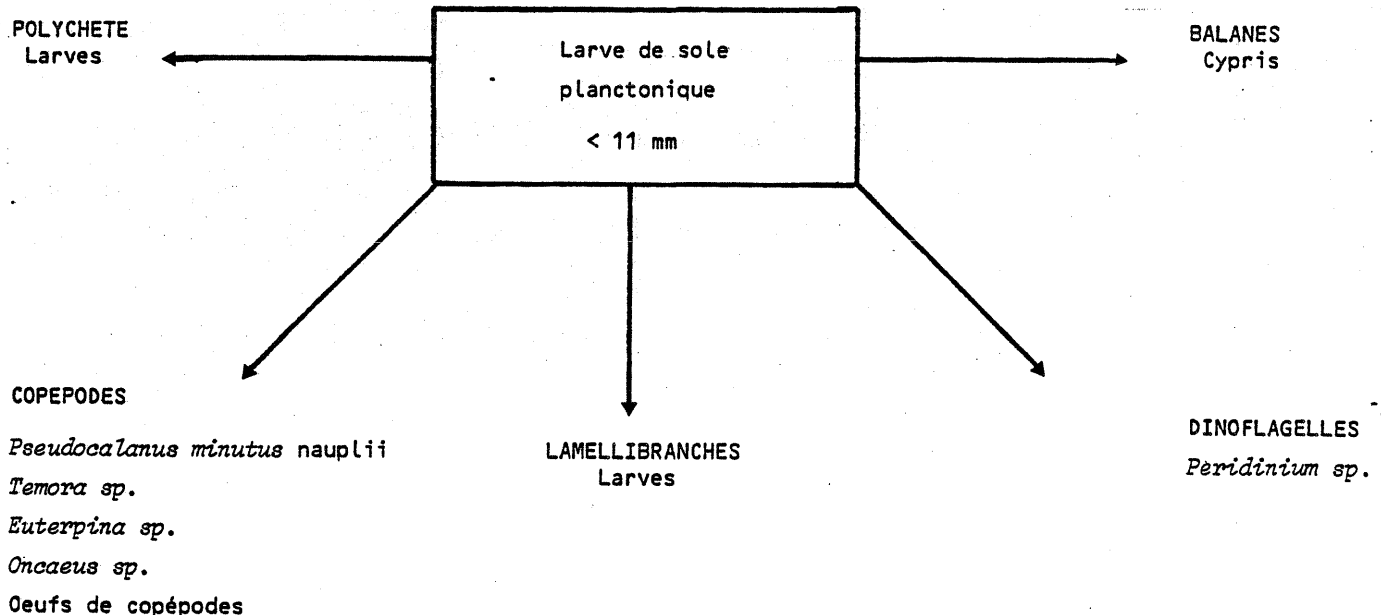 POLYCHETE
Larves
Larve de sole
planctonique
< 11 mm
BALANES
Cypris
COPEPODES
Pseudocalanus minutus nauplii
Temora sp.
Euterpina sp.
Oncaeus sp.
Oeufs de copépodes
LAMELLIBRANCHES
Larves
DINOFLAGELLES
Peridinium sp.